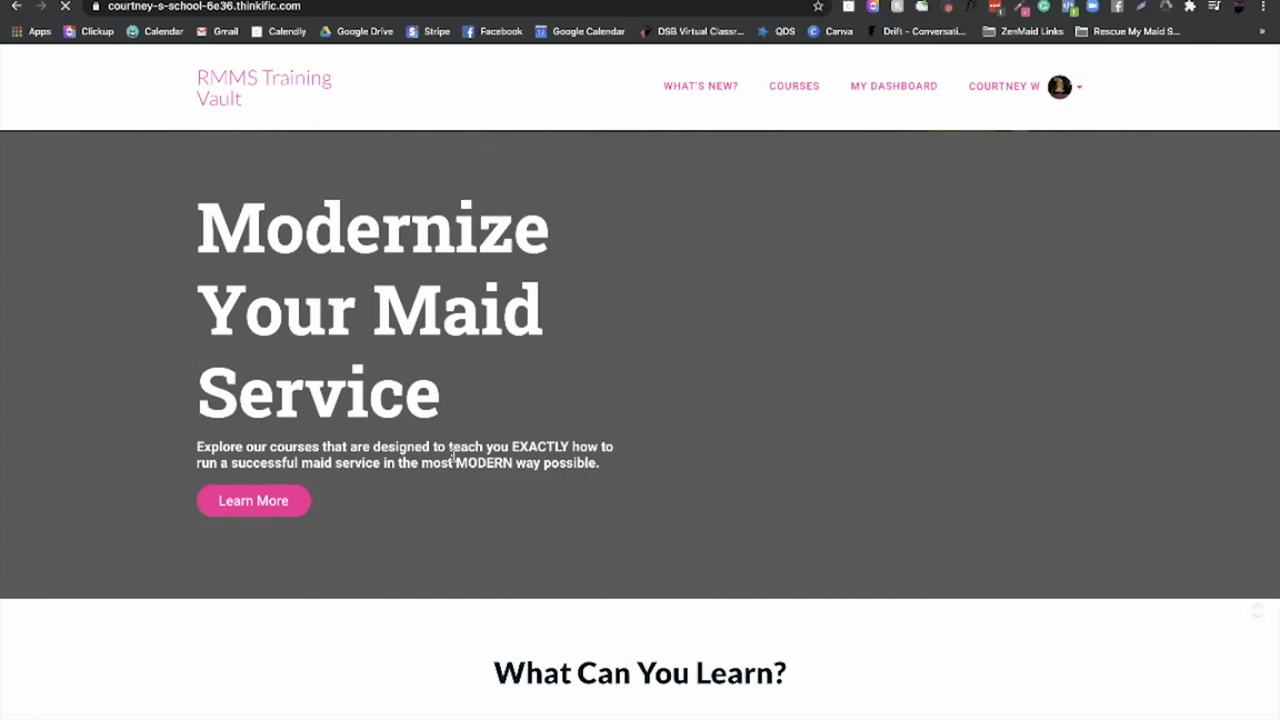 courtney-s-school-6e36.thinkific.com
Apps Clickup Calendar Gmail Calendly Google Drive Stripe Facebook Google Calendar DSB Virtual Classr... QDS Canva Drift - Conversati... ZenMaid Links Rescue My Maid S... »
RMMS Training
Vault
WHAT'S NEW? COURSES MY DASHBOARD COURTNEY W
Modernize
Your Maid
Service
Explore our courses that are designed to teach you EXACTLY how to
run a successful maid service in the most MODERN way possible.
Learn More
What Can You Learn?